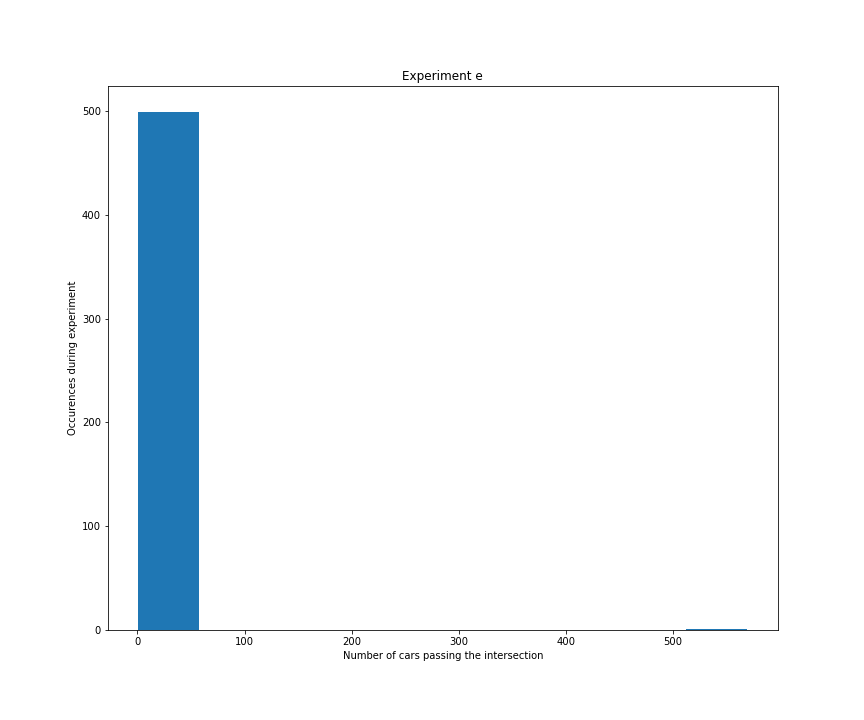 Experiment e
Occurences during experiment
500
400
300
200
100
0
0 100 200 300 400 500
Number of cars passing the intersection